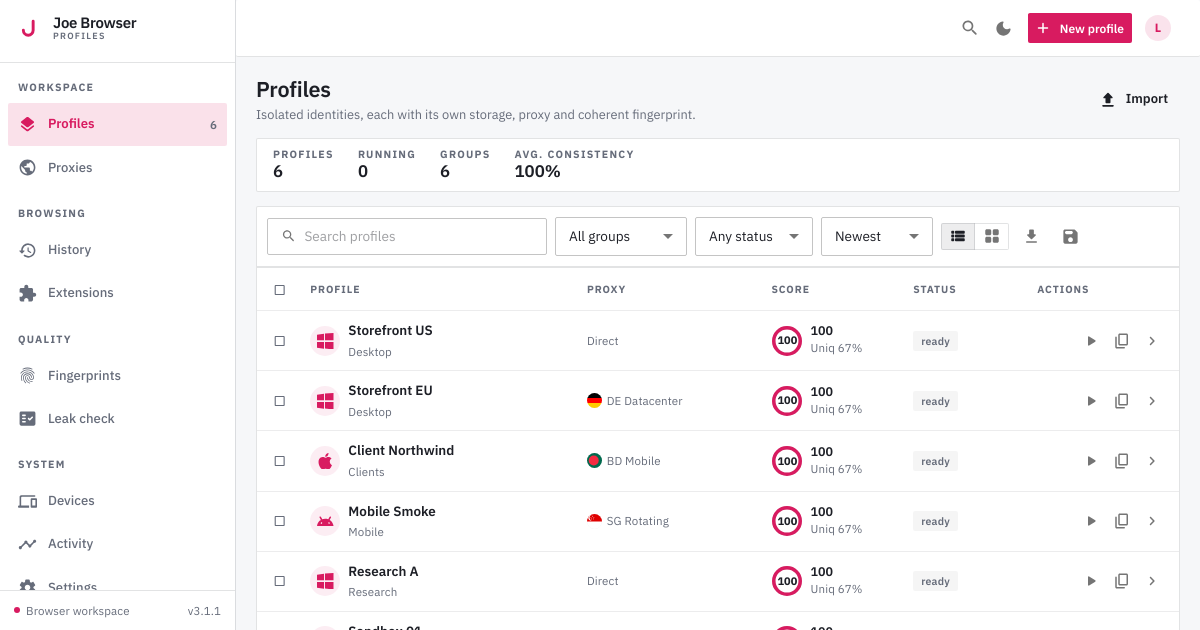 Joe Browser
PROFILES
New profile
L
WORKSPACE
Profiles 6
Proxies
BROWSING
History
Extensions
QUALITY
Fingerprints
Leak check
SYSTEM
Devices
Activity
Settings
Browser workspace v3.1.1
Profiles
Isolated identities, each with its own storage, proxy and coherent fingerprint.
Import
PROFILES RUNNING GROUPS AVG. CONSISTENCY
6 0 6 100%
Search profiles All groups Any status Newest
PROFILE PROXY SCORE STATUS ACTIONS
Storefront US
Desktop
Direct
100
100
Uniq 67%
ready
Storefront EU
Desktop
DE Datacenter
100
100
Uniq 67%
ready
Client Northwind
Clients
BD Mobile
100
100
Uniq 67%
ready
Mobile Smoke
Mobile
SG Rotating
100
100
Uniq 67%
ready
Research A
Research
Direct
100
100
Uniq 67%
ready